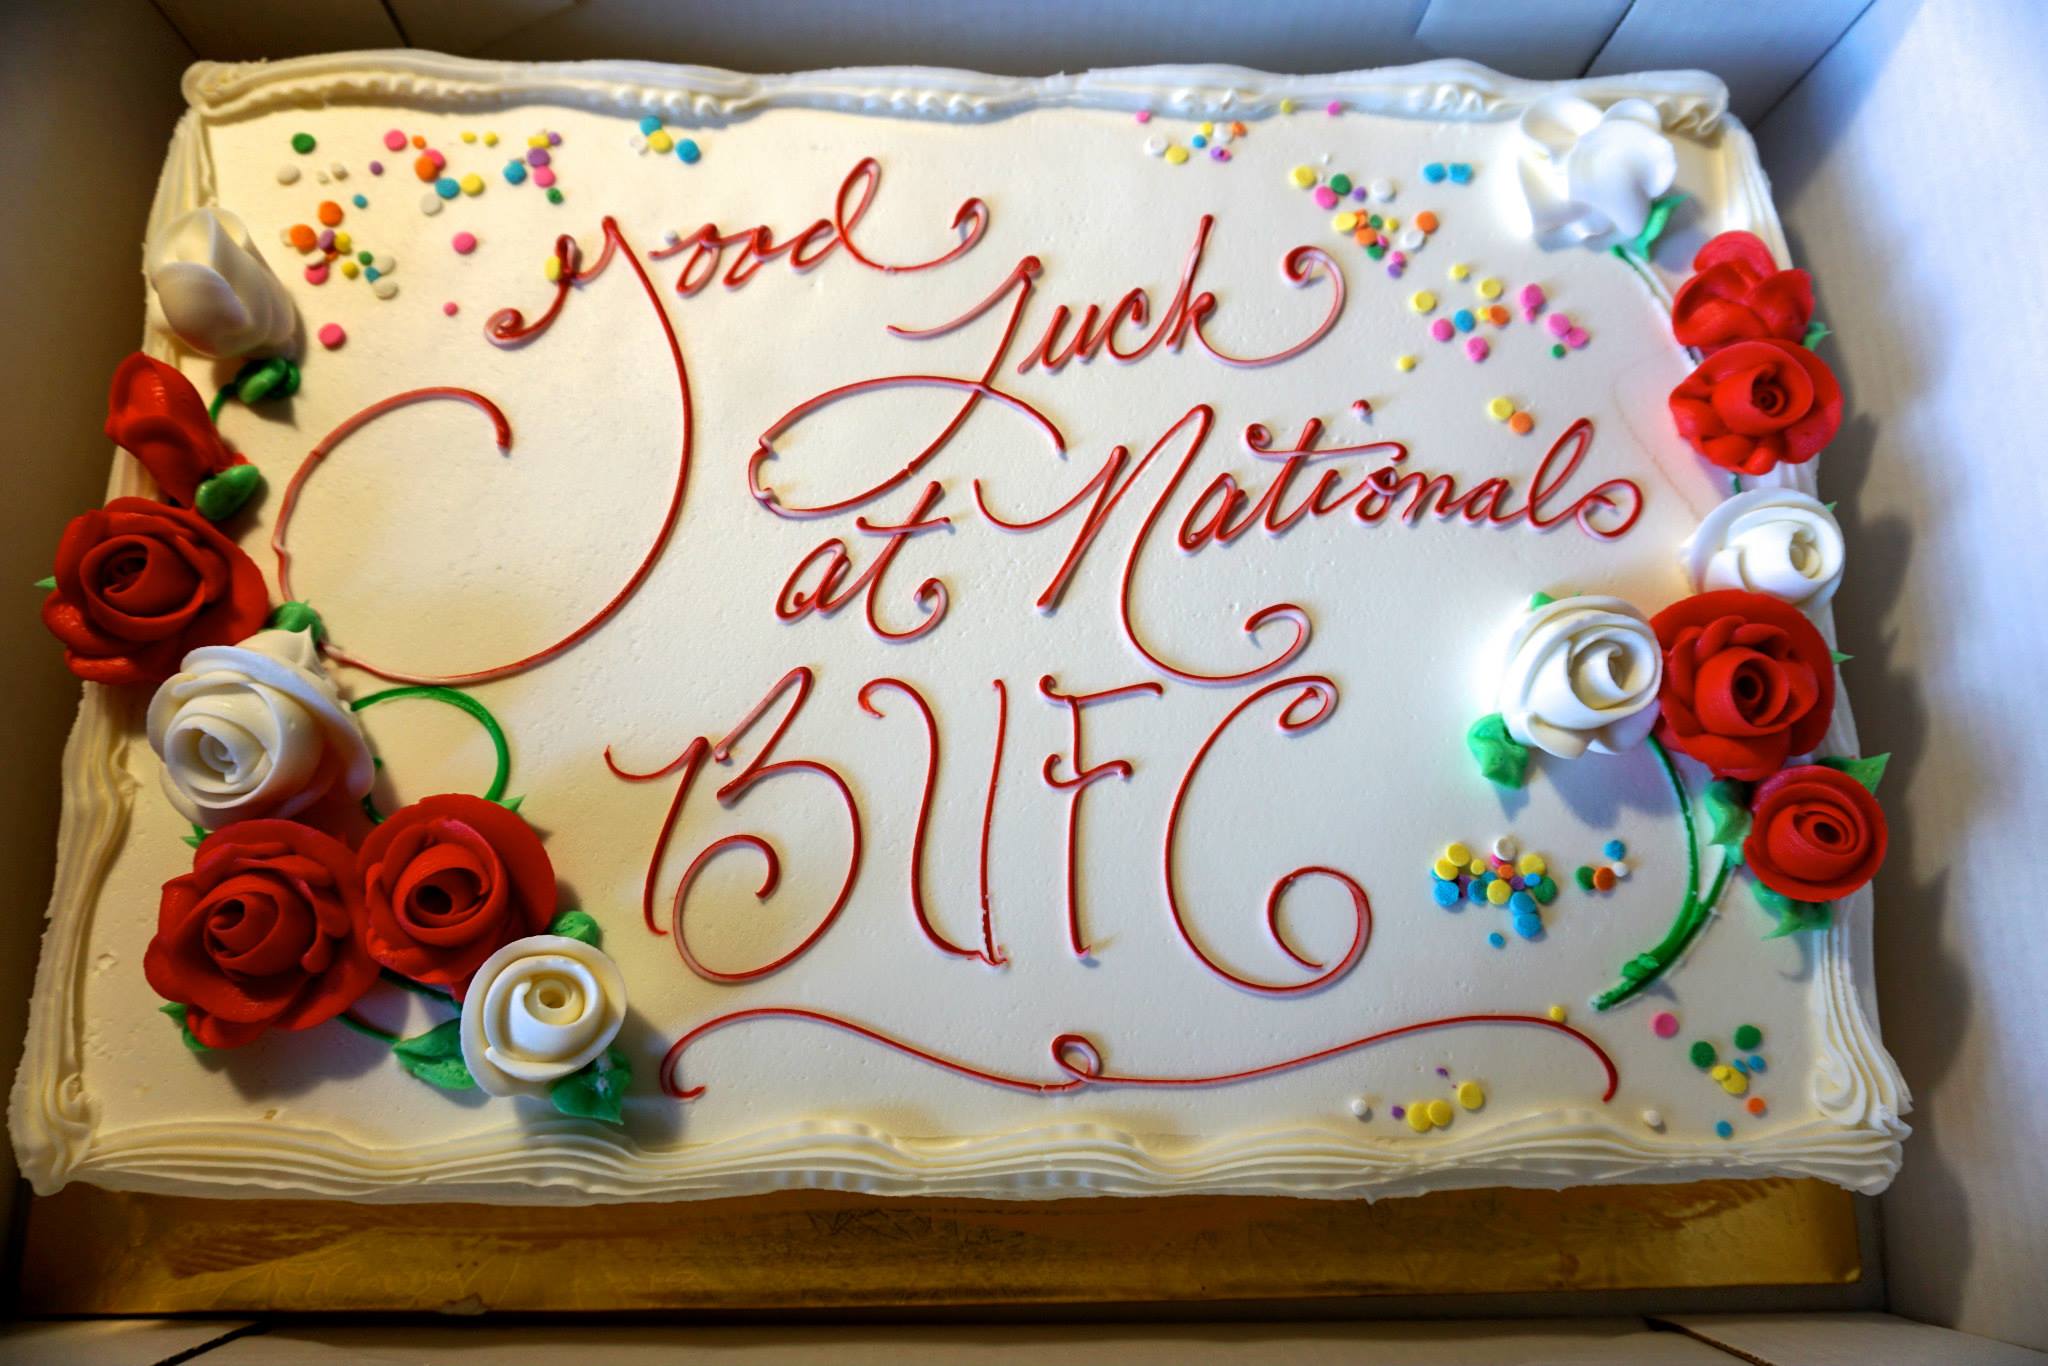 Good
Luck
at Nationals
BUFC